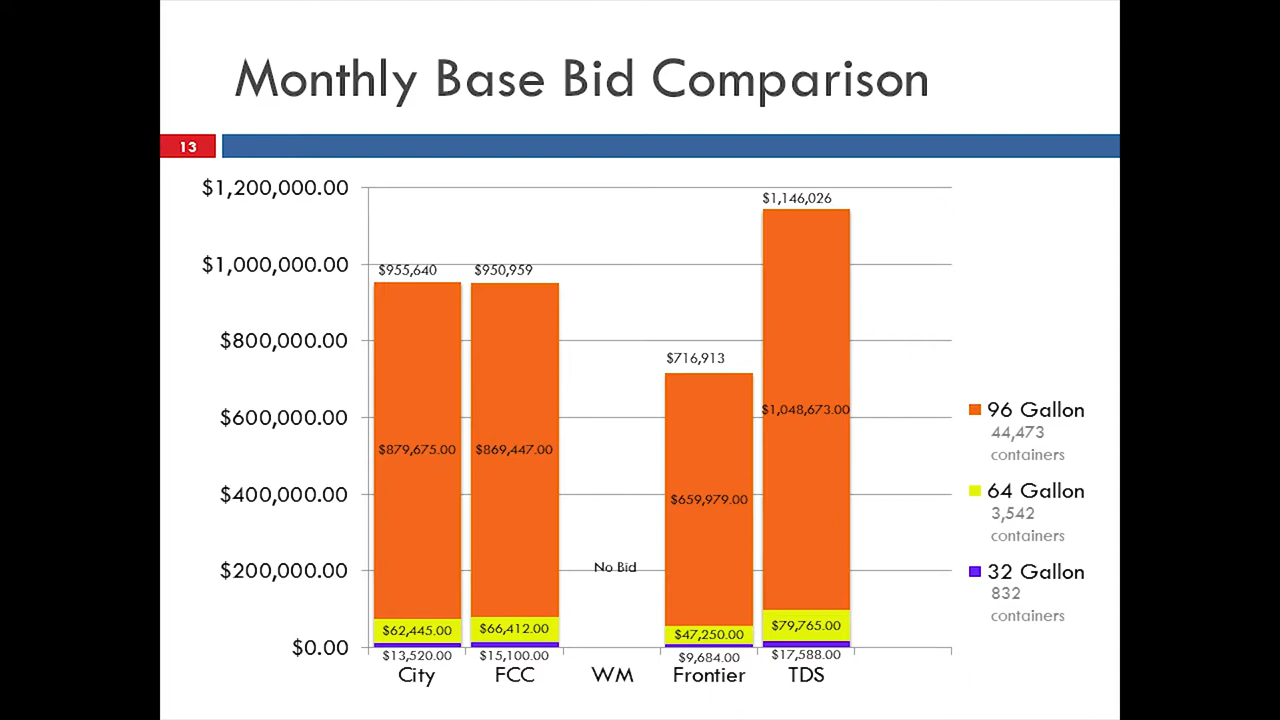 Monthly Base Bid Comparison
13
$1,200,000.00
$1,000,000.00
$800,000.00
$600,000.00
$400,000.00
$200,000.00
$0.00
$955,640
$879,675.00
$62,445.00
$13,520.00
City
$950,959
$869,447.00
$66,412.00
$15,100.00
FCC
No Bid
WM
$716,913
$659,979.00
$47,250.00
$9,684.00
Frontier
$1,146,026
$1,048,673.00
$79,765.00
$17,588.00
TDS
96 Gallon
44,473
containers
64 Gallon
3,542
containers
32 Gallon
832
containers